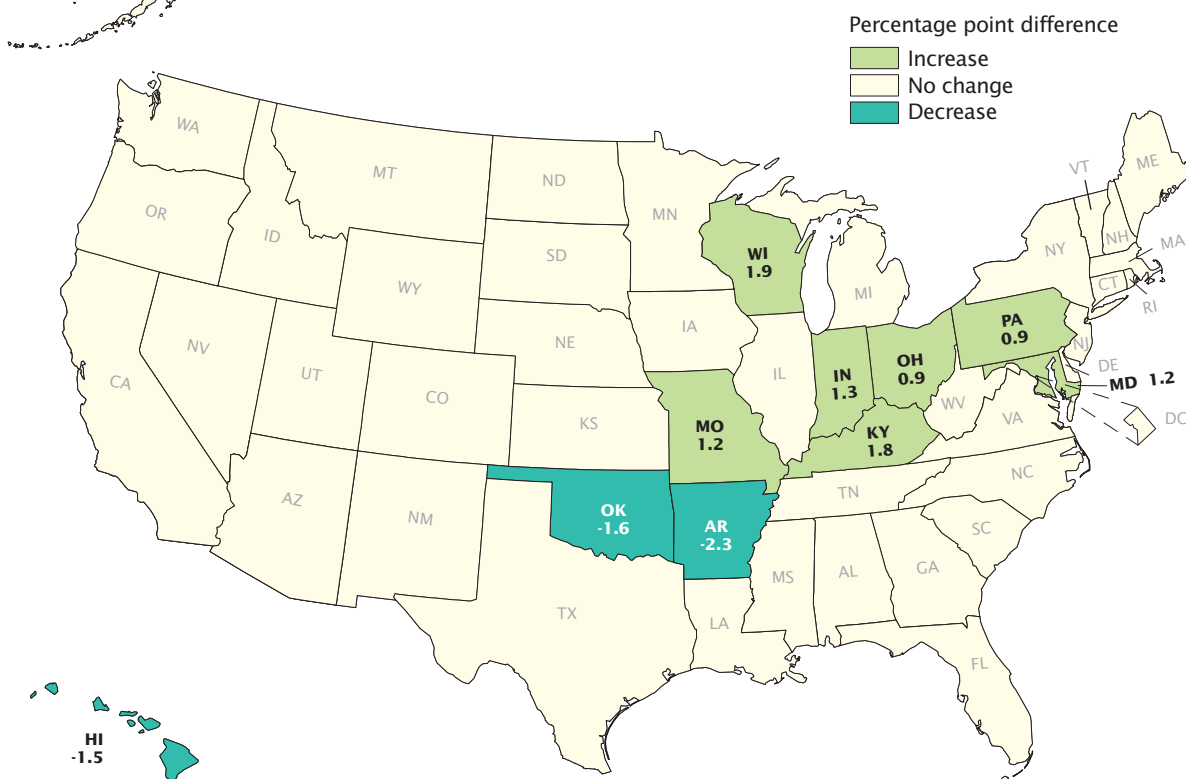 Percentage point difference
Increase
No change
Decrease
WA
MT
ND
MN
VT
ME
OR
ID
SD
WI
1.9
NY
NH
MA
WY
MI
CT
RI
NV
NE
IA
PA
0.9
NJ
CA
UT
CO
IL
IN
1.3
OH
0.9
DE
MD 1.2
KS
MO
1.2
KY
1.8
WV
VA
DC
AZ
NM
OK
-1.6
AR
-2.3
TN
NC
SC
TX
LA
MS
AL
GA
FL
HI
-1.5